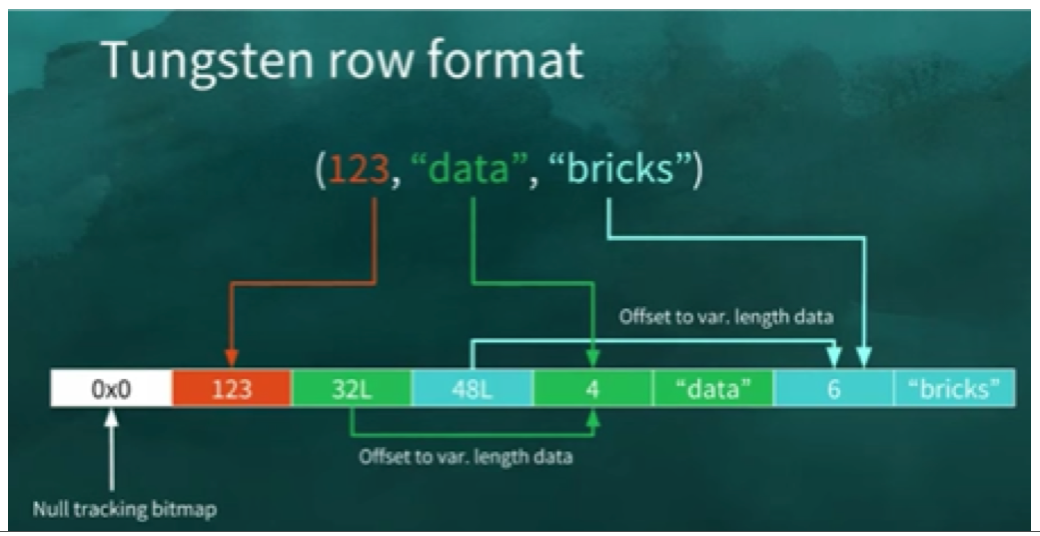 Tungsten row format
(123, “data”, “bricks”)
Offset to var. length data
0x0 123 32L 48L 4 “data” 6 “bricks”
Offset to var. length data
Null tracking bitmap